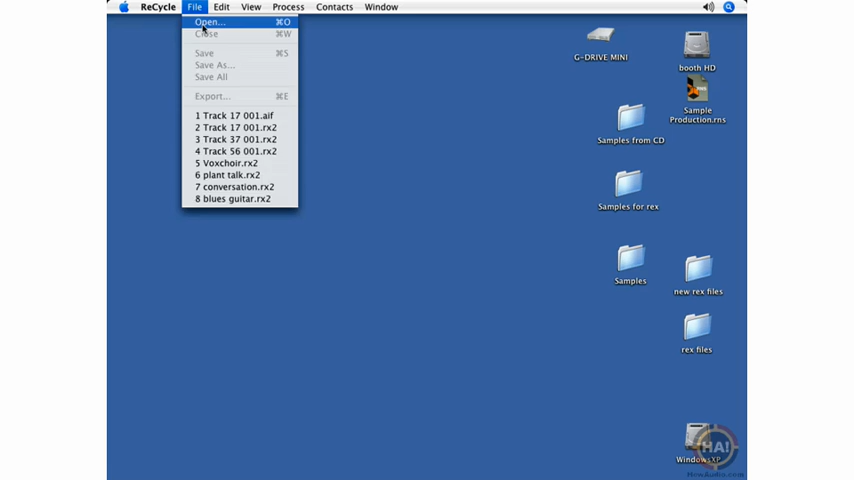 ReCycle File Edit View Process Contacts Window
Open... ⌘O
Close ⌘W
Save ⌘S
Save As...
Save All
Export... ⌘E
1 Track 17 001.aif
2 Track 17 001.rx2
3 Track 37 001.rx2
4 Track 56 001.rx2
5 Voxchoir.rx2
6 plant talk.rx2
7 conversation.rx2
8 blues guitar.rx2
G-DRIVE MINI
booth HD
Sample
Production.rns
Samples from CD
Samples for rex
Samples
new rex files
rex files
HA!
WindowsXP
HowAudio.com